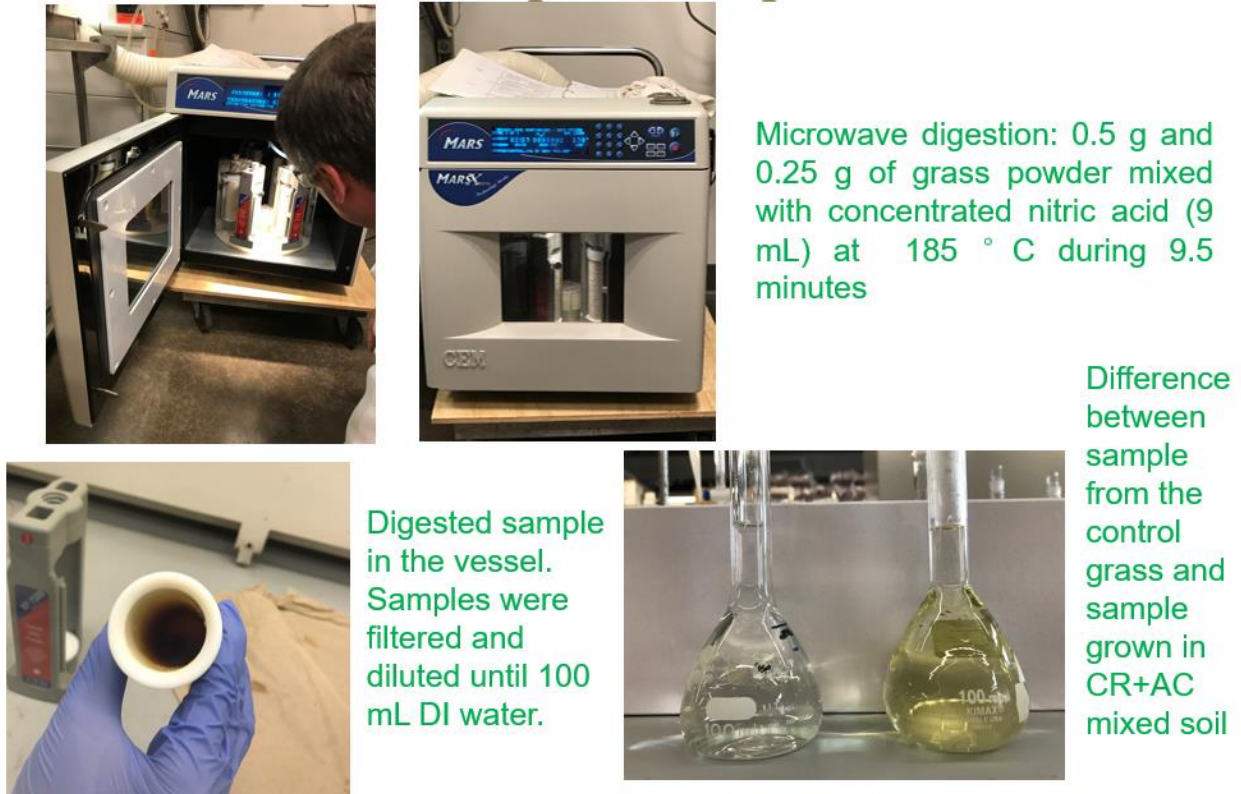 MARS
MARS
MARSX
CEM
Microwave digestion: 0.5 g and
0.25 g of grass powder mixed
with concentrated nitric acid (9
mL) at 185 ° C during 9.5
minutes
Digested sample
in the vessel.
Samples were
filtered and
diluted until 100
mL DI water.
100
100
KIMAX
Difference
between
sample
from the
control
grass and
sample
grown in
CR+AC
mixed soil